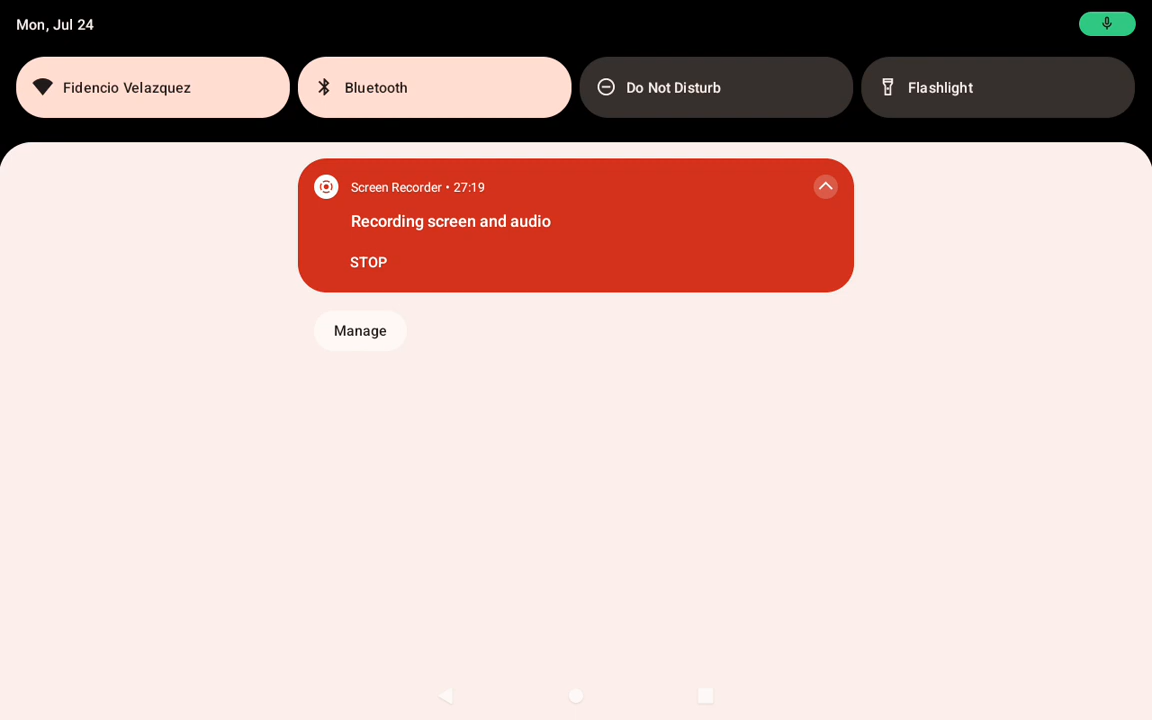 Mon, Jul 24
Fidencio Velazquez
Bluetooth
Do Not Disturb
Flashlight
Screen Recorder • 27:19
Recording screen and audio
STOP
Manage